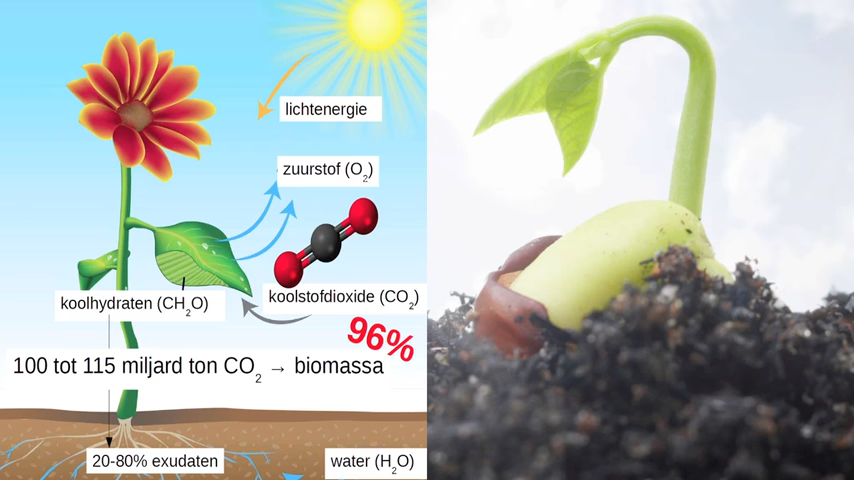 lichtenergie
zuurstof (O2)
koolhydraten (CH2O)
koolstofdioxide (CO2)
96%
100 tot 115 miljard ton CO2 → biomassa
20-80% exudaten
water (H2O)